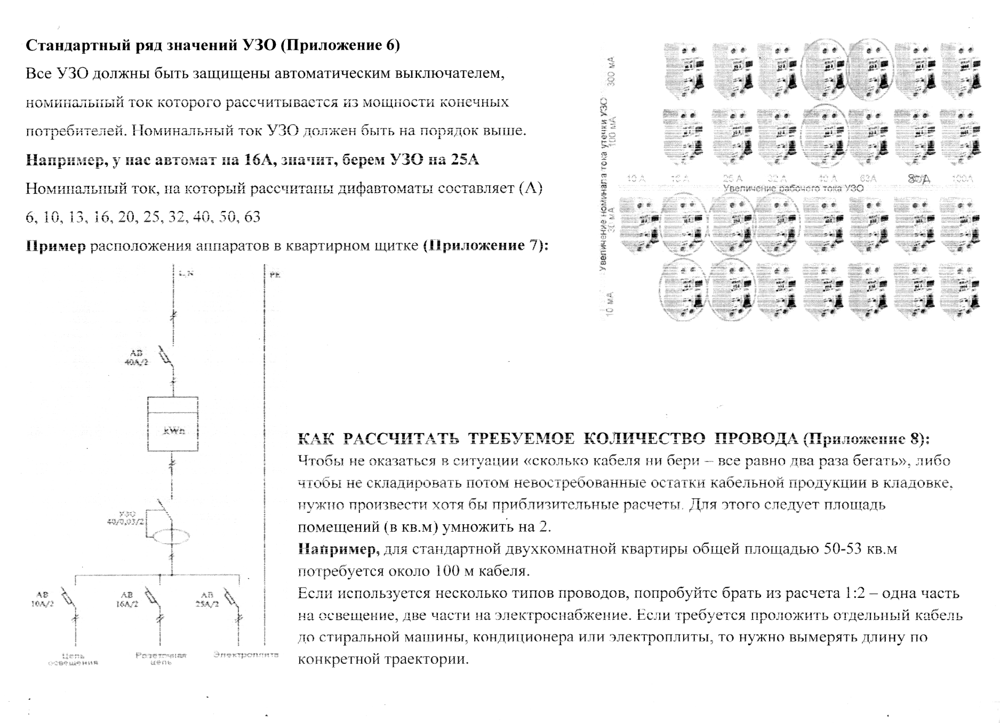 Стандартный ряд значений УЗО (Приложение 6)
Все УЗО должны быть защищены автоматическим выключателем,
номинальный ток которого рассчитывается из мощности конечных
потребителей. Номинальный ток УЗО должен быть на порядок выше.
Например, у нас автомат на 16А, значит, берем УЗО на 25А
Номинальный ток, на который рассчитаны дифавтоматы составляет (А)
6, 10, 13, 16, 20, 25, 32, 40, 50, 63
Пример расположения аппаратов в квартирном щитке (Приложение 7):
Увеличение номинала тока утечки УЗО
300 мА
100 мА
30 мА
10 мА
10 А 16 А 25 А 32 А 40 А 63А 80А 100А
Увеличение рабочего тока УЗО
L,N
PE
АВ
40А/2
kWh
УЗО
40/0,03/2
АВ
10А/2
АВ
16А/2
АВ
25А/2
Цепь
освещения
Розеточная
цепь
Электроплита
КАК РАССЧИТАТЬ ТРЕБУЕМОЕ КОЛИЧЕСТВО ПРОВОДА (Приложение 8):
Чтобы не оказаться в ситуации «сколько кабеля ни бери – все равно два раза бегать», либо
чтобы не складировать потом невостребованные остатки кабельной продукции в кладовке,
нужно произвести хотя бы приблизительные расчеты. Для этого следует площадь
помещений (в кв.м) умножить на 2.
Например, для стандартной двухкомнатной квартиры общей площадью 50-53 кв.м
потребуется около 100 м кабеля.
Если используется несколько типов проводов, попробуйте брать из расчета 1:2 – одна часть
на освещение, две части на электроснабжение. Если требуется проложить отдельный кабель
до стиральной машины, кондиционера или электроплиты, то нужно вымерять длину по
конкретной траектории.